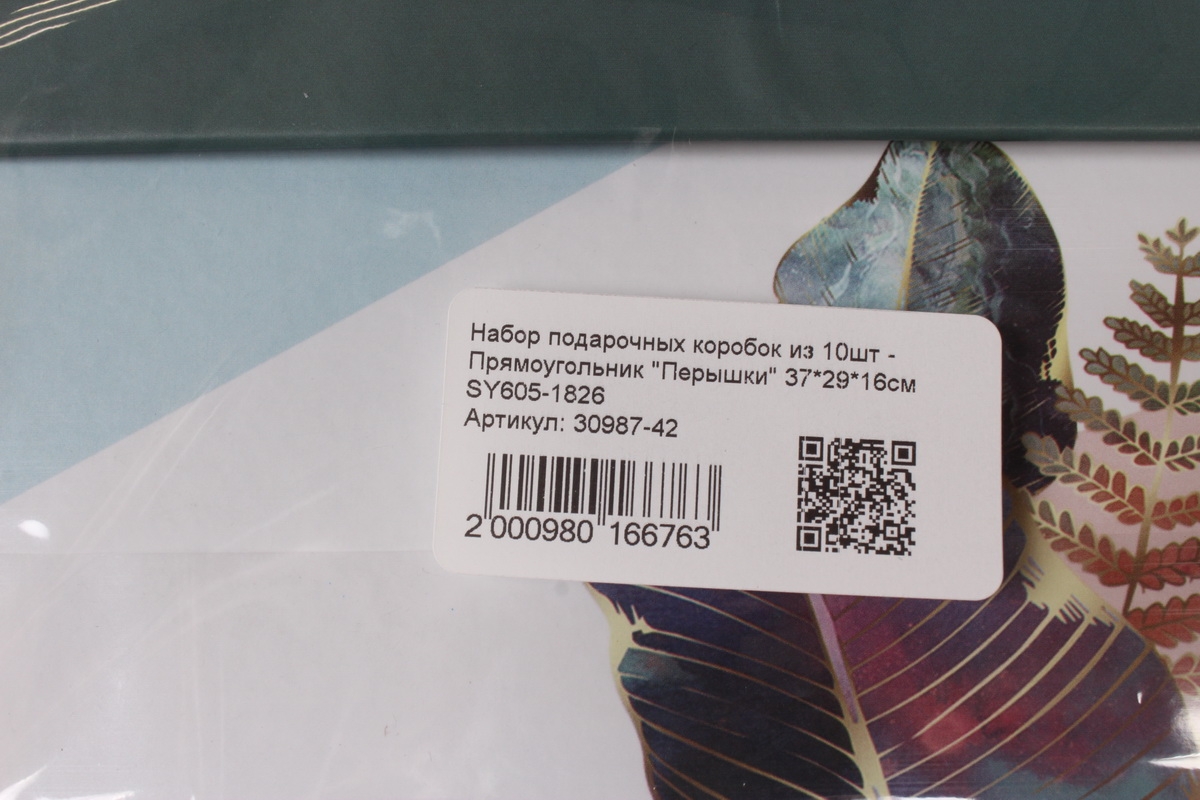 Набор подарочных коробок из 10шт -
Прямоугольник "Перышки" 37*29*16см
SY605-1826
Артикул: 30987-42
2 000980 166763